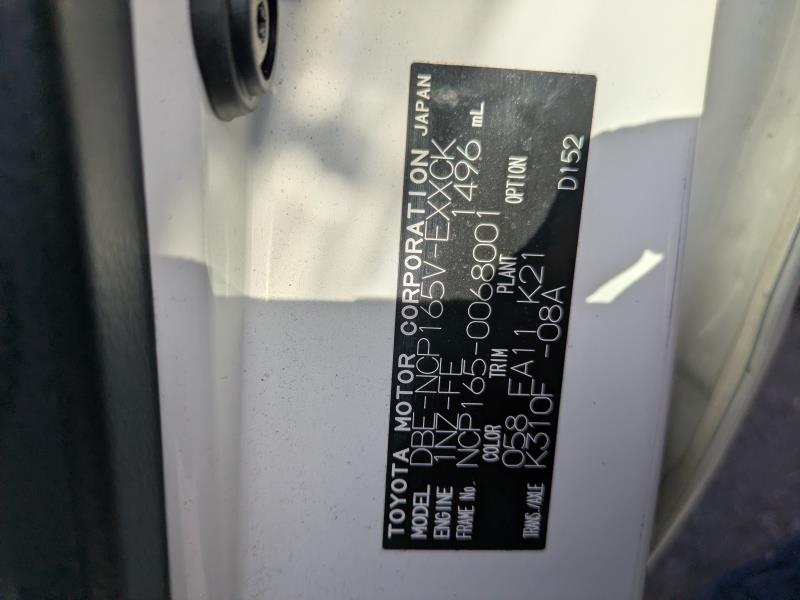 TOYOTA MOTOR CORPORATION JAPAN
MODEL DBE-NCP165V-EXXCK
ENGINE 1NZ-FE 1496 mL
FRAME No. NCP165-0068001
COLOR TRIM PLANT OPTION
058 EA11 K21
TRANS./AXLE K310F -08A D152